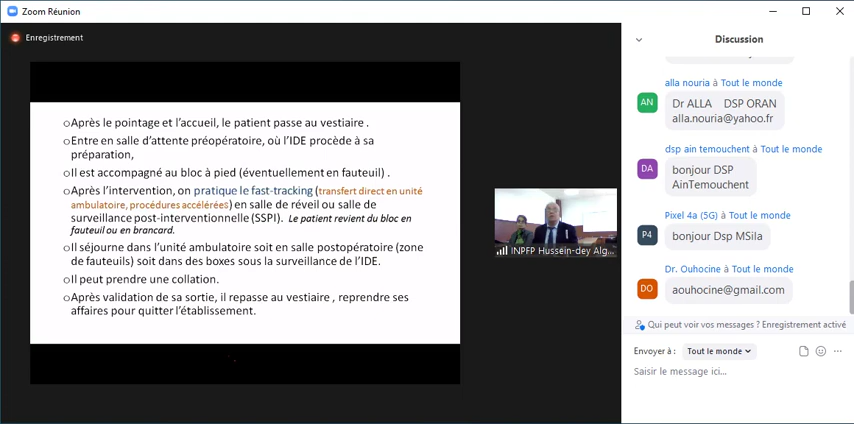 Zoom Réunion
Enregistrement
oAprès le pointage et l'accueil, le patient passe au vestiaire .
oEntre en salle d'attente préopératoire, où l'IDE procède à sa
préparation,
oIl est accompagné au bloc à pied (éventuellement en fauteuil) .
oAprès l'intervention, on pratique le fast-tracking (transfert direct en unité
ambulatoire, procédures accélérées) en salle de réveil ou salle de
surveillance post-interventionnelle (SSPI). Le patient revient du bloc en
fauteuil ou en brancard.
oIl séjourne dans l'unité ambulatoire soit en salle postopératoire (zone
de fauteuils) soit dans des boxes sous la surveillance de l'IDE.
oIl peut prendre une collation.
oAprès validation de sa sortie, il repasse au vestiaire , reprendre ses
affaires pour quitter l'établissement.
INPFP Hussein-dey Alg...
Discussion
alla nouria à Tout le monde
AN
Dr ALLA DSP ORAN
alla.nouria@yahoo.fr
dsp ain temouchent à Tout le monde
DA
bonjour DSP
AinTemouchent
Pixel 4a (5G) à Tout le monde
P4
bonjour Dsp MSila
Dr. Ouhocine à Tout le monde
DO
aouhocine@gmail.com
Qui peut voir vos messages ? Enregistrement activé
Envoyer à : Tout le monde
Saisir le message ici...